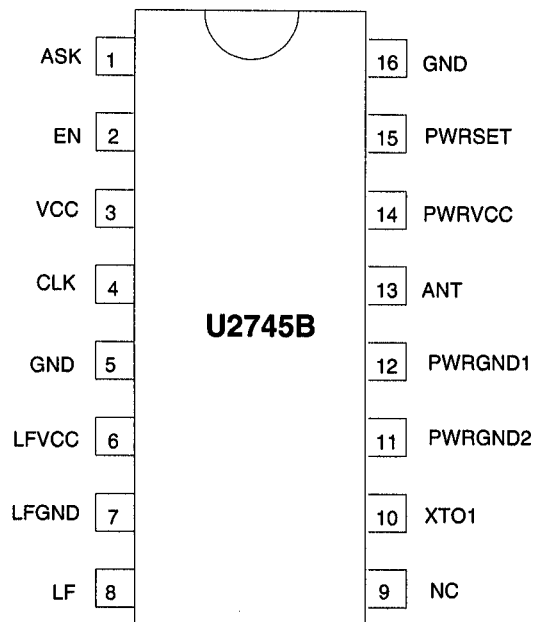 ASK 1 16 GND
EN 2 15 PWRSET
VCC 3 14 PWRVCC
CLK 4 13 ANT
U2745B
GND 5 12 PWRGND1
LFVCC 6 11 PWRGND2
LFGND 7 10 XTO1
LF 8 9 NC